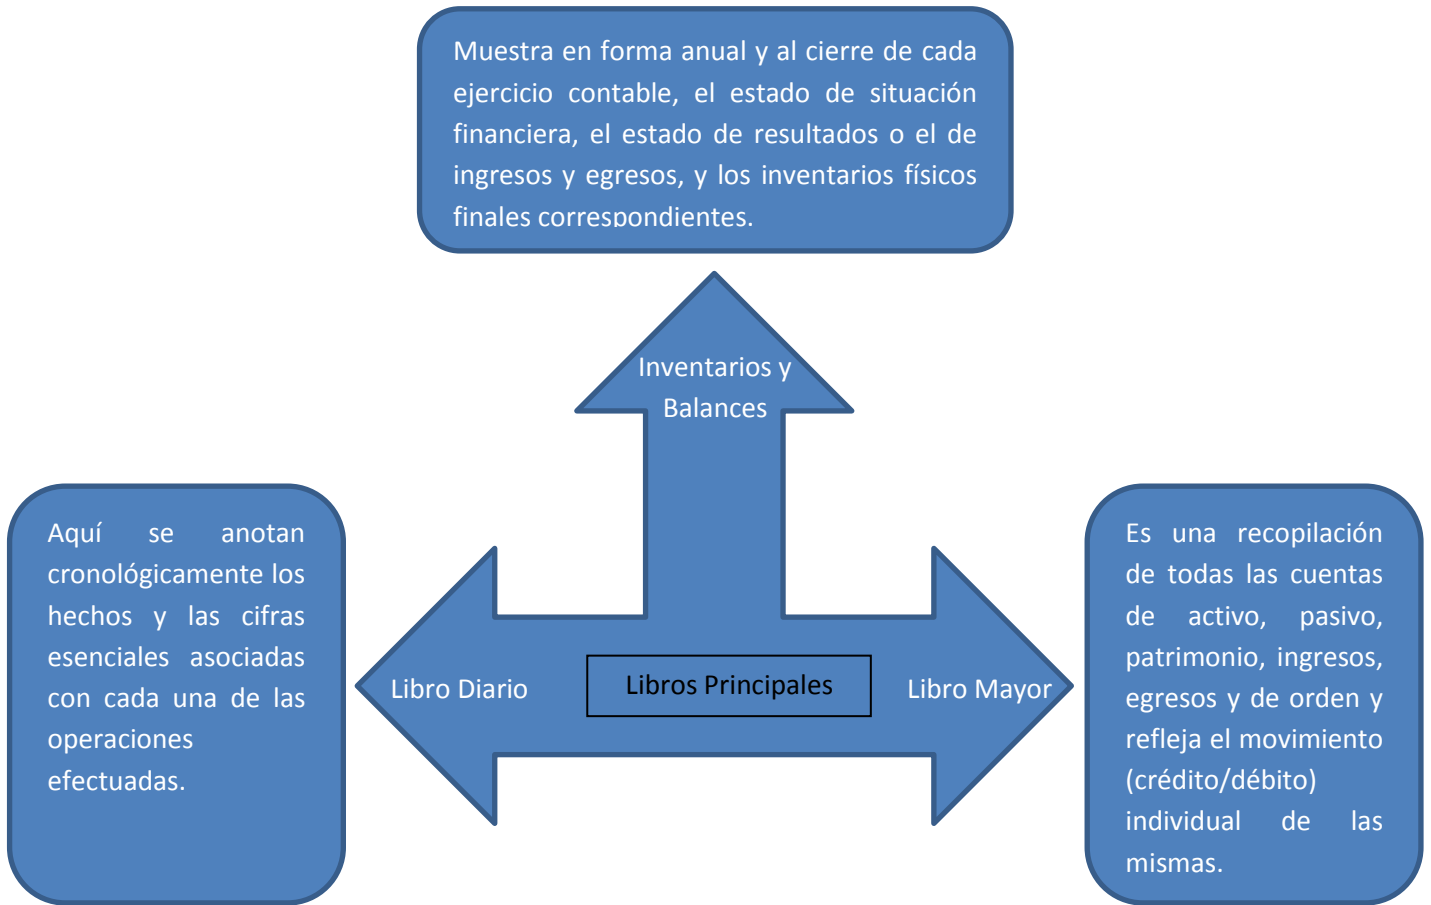 Muestra en forma anual y al cierre de cada
ejercicio contable, el estado de situación
financiera, el estado de resultados o el de
ingresos y egresos, y los inventarios físicos
finales correspondientes.
Inventarios y
Balances
Aquí se anotan
cronológicamente los
hechos y las cifras
esenciales asociadas
con cada una de las
operaciones
efectuadas.
Libro Diario
Libros Principales
Libro Mayor
Es una recopilación
de todas las cuentas
de activo, pasivo,
patrimonio, ingresos,
egresos y de orden y
refleja el movimiento
(crédito/débito)
individual de las
mismas.